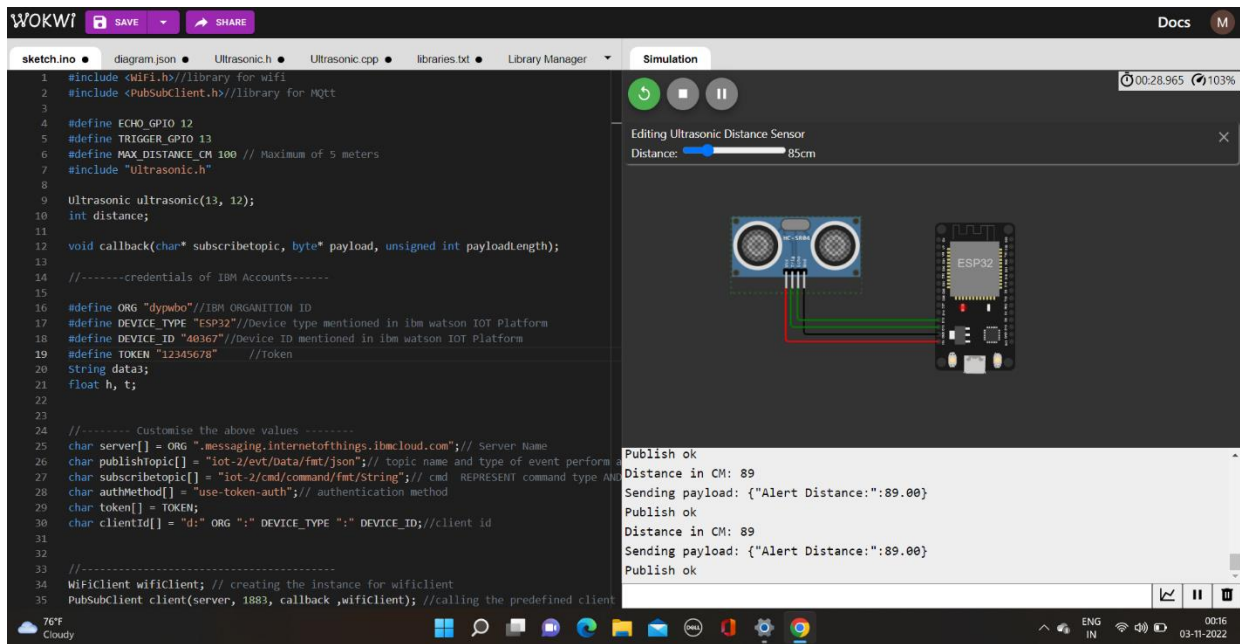 WOKWi SAVE SHARE Docs M
sketch.ino ● diagram.json ● Ultrasonic.h ● Ultrasonic.cpp ● libraries.txt ● Library Manager Simulation
1 #include <WiFi.h>//library for wifi
2 #include <PubSubClient.h>//library for MQtt
3
4 #define ECHO_GPIO 12
5 #define TRIGGER_GPIO 13
6 #define MAX_DISTANCE_CM 100 // Maximum of 5 meters
7 #include "Ultrasonic.h"
8
9 Ultrasonic ultrasonic(13, 12);
10 int distance;
11
12 void callback(char* subscribetopic, byte* payload, unsigned int payloadLength);
13
14 //-------credentials of IBM Accounts------
15
16 #define ORG "dypwbo"//IBM ORGANITION ID
17 #define DEVICE_TYPE "ESP32"//Device type mentioned in ibm watson IOT Platform
18 #define DEVICE_ID "40367"//Device ID mentioned in ibm watson IOT Platform
19 #define TOKEN "12345678" //Token
20 String data3;
21 float h, t;
22
23
24 //-------- Customise the above values --------
25 char server[] = ORG ".messaging.internetofthings.ibmcloud.com";// Server Name
26 char publishTopic[] = "iot-2/evt/Data/fmt/json";// topic name and type of event perform a
27 char subscribetopic[] = "iot-2/cmd/command/fmt/String";// cmd REPRESENT command type AND
28 char authMethod[] = "use-token-auth";// authentication method
29 char token[] = TOKEN;
30 char clientId[] = "d:" ORG ":" DEVICE_TYPE ":" DEVICE_ID;//client id
31
32
33 //-----------------------------------------
34 WiFiClient wifiClient; // creating the instance for wificlient
35 PubSubClient client(server, 1883, callback ,wifiClient); //calling the predefined client
00:28.965 103%
Editing Ultrasonic Distance Sensor
Distance: 85cm
HC-SR04
ESP32
Publish ok
Distance in CM: 89
Sending payload: {"Alert Distance:":89.00}
Publish ok
Distance in CM: 89
Sending payload: {"Alert Distance:":89.00}
Publish ok
76°F
Cloudy
DELL
ENG
IN
00:16
03-11-2022